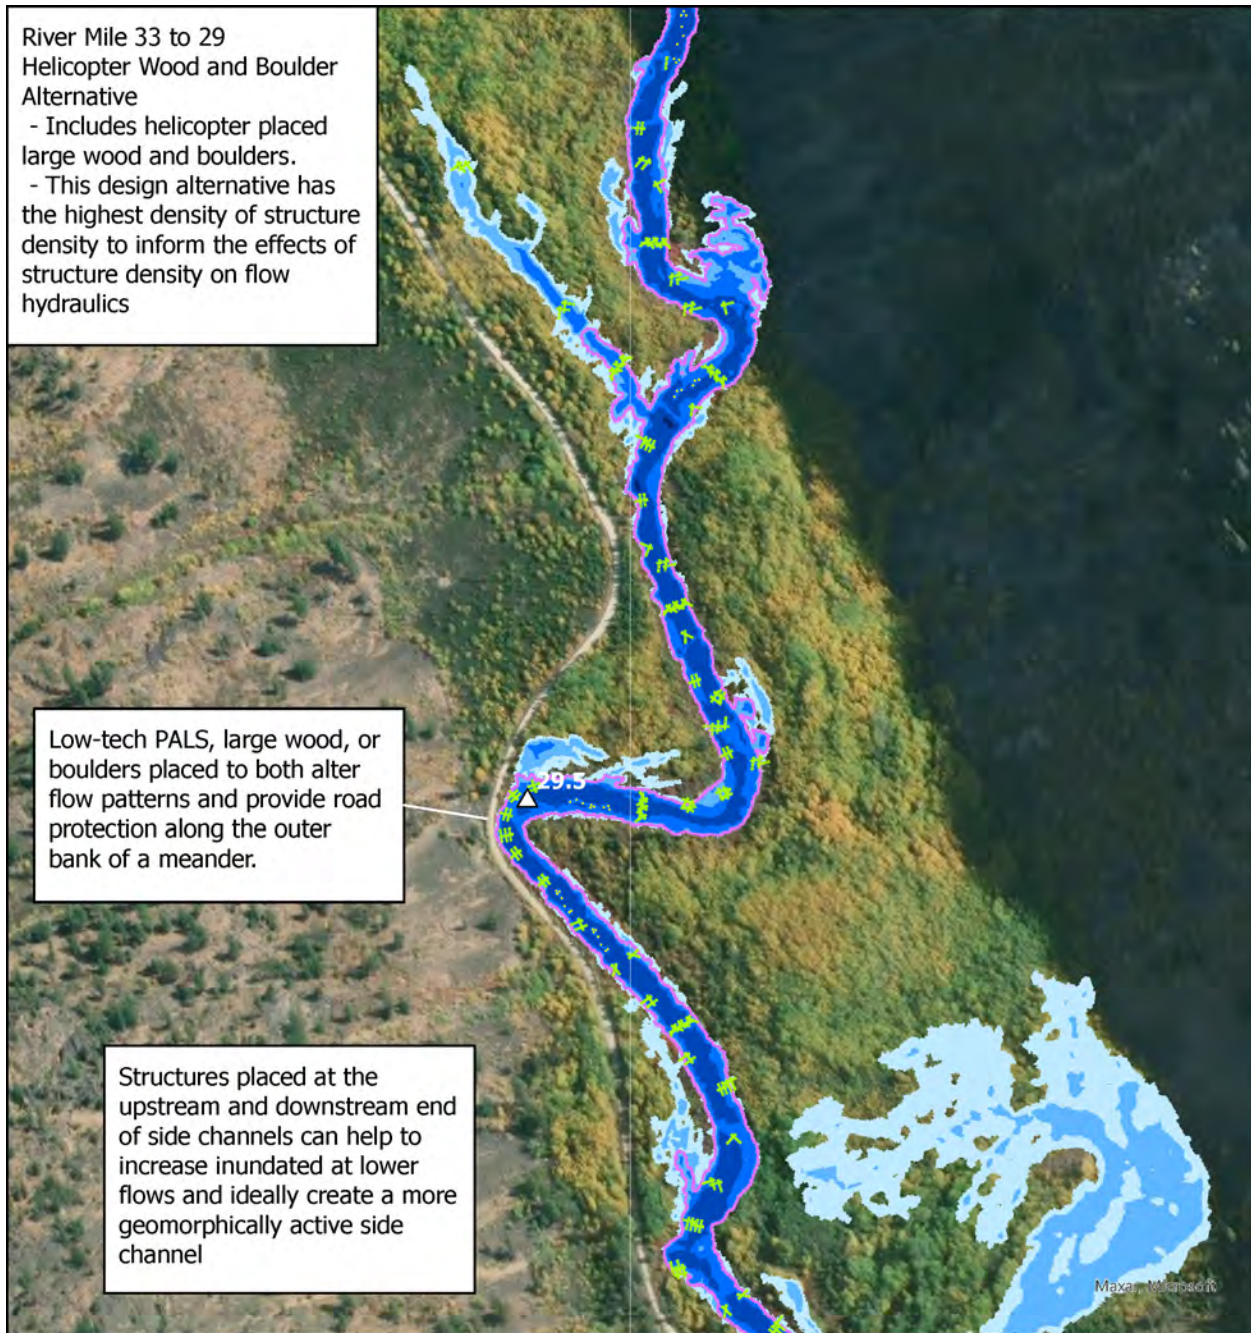 River Mile 33 to 29
Helicopter Wood and Boulder
Alternative
- Includes helicopter placed
large wood and boulders.
- This design alternative has
the highest density of structure
density to inform the effects of
structure density on flow
hydraulics
29.5
Low-tech PALS, large wood, or
boulders placed to both alter
flow patterns and provide road
protection along the outer
bank of a meander.
Structures placed at the
upstream and downstream end
of side channels can help to
increase inundated at lower
flows and ideally create a more
geomorphically active side
channel
Maxar, Microsoft